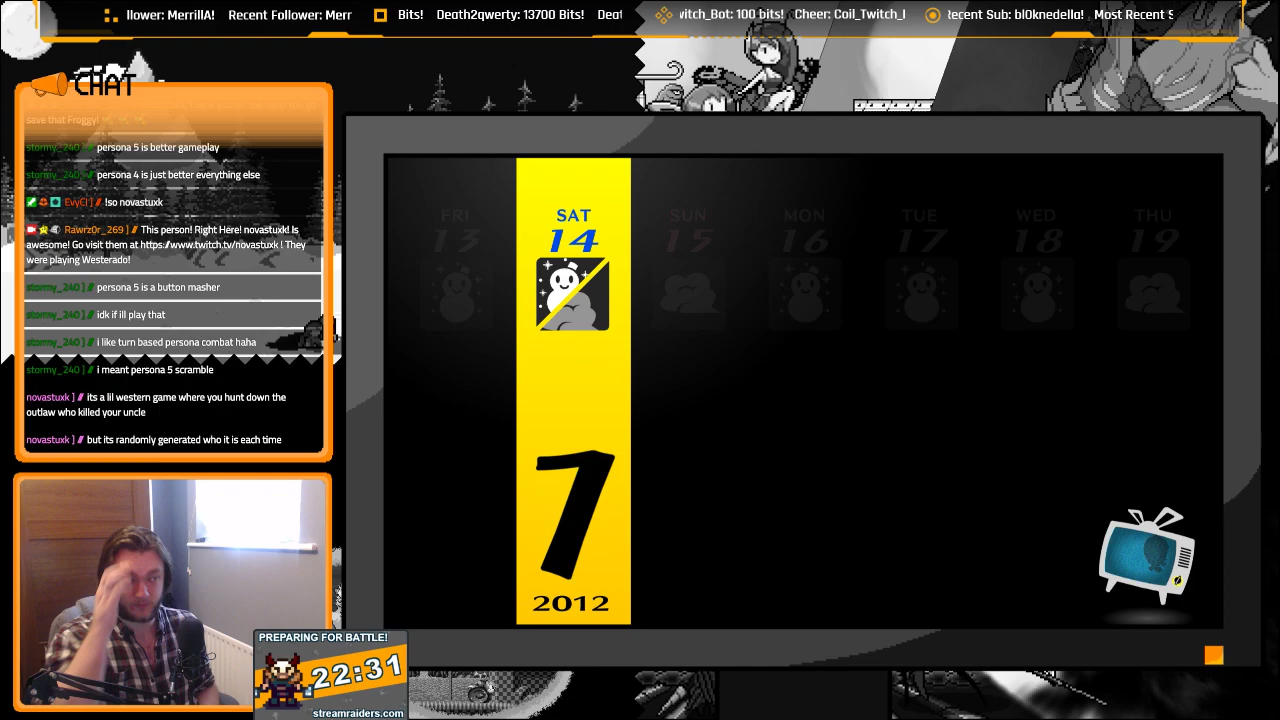 llower: MerrillA!
Recent Follower: Merr
Bits!
Death2qwerty: 13700 Bits!
witch_Bot: 100 bits!
Cheer: Coil_Twitch_
Recent Sub: bl0knedella!
Most Recent S
CHAT
save that Froggy!
stormy_240 ] // persona 5 is better gameplay
stormy_240 ] // persona 4 is just better everything else
EvyCl ] // !so novastuxk
Rawrz0r_269 ] // This person! Right Here! novastuxk! Is
awesome! Go visit them at https://www.twitch.tv/novastuxk ! They
were playing Westerado!
stormy_240 ] // persona 5 is a button masher
stormy_240 ] // idk if ill play that
stormy_240 ] // i like turn based persona combat haha
stormy_240 ] // i meant persona 5 scramble
novastuxk ] // its a lil western game where you hunt down the
outlaw who killed your uncle
novastuxk ] // but its randomly generated who it is each time
FRI SAT SUN MON TUE WED THU
13 14 15 16 17 18 19
1
2012
PREPARING FOR BATTLE!
22:31
streamraiders.com